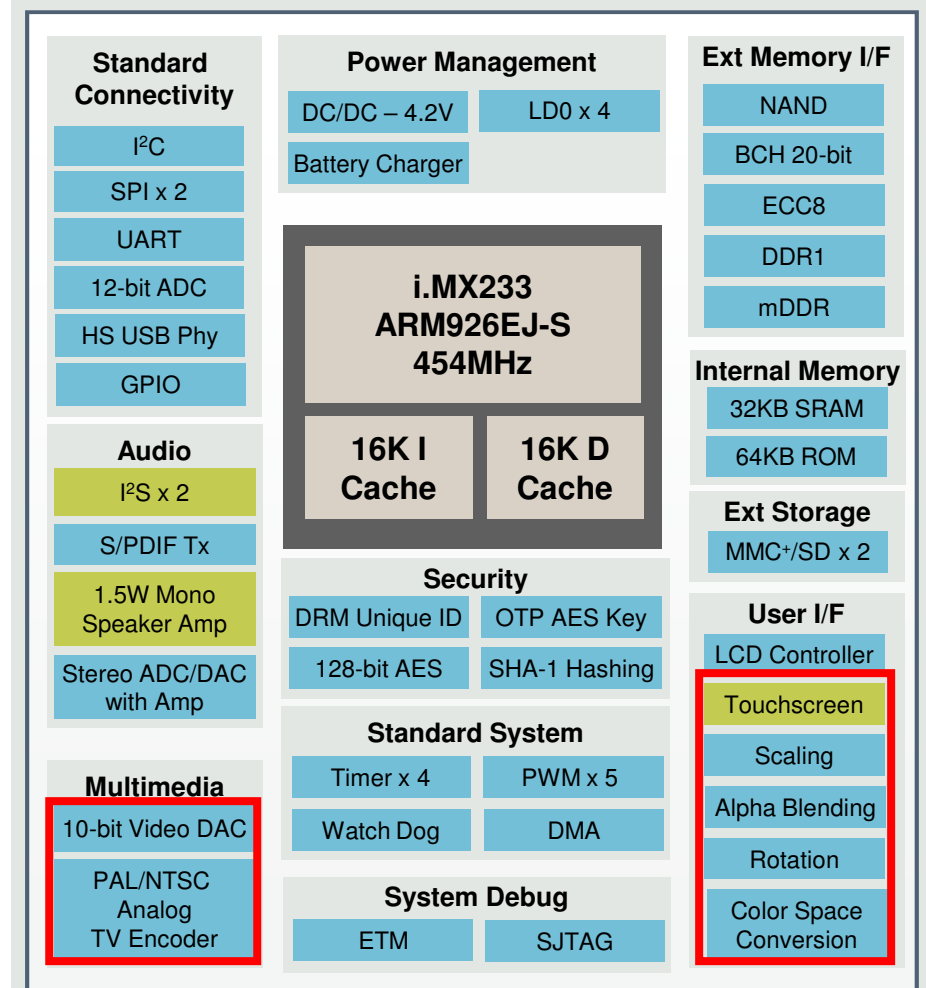 Standard
Connectivity
I²C
SPI x 2
UART
12-bit ADC
HS USB Phy
GPIO
Audio
I²S x 2
S/PDIF Tx
1.5W Mono
Speaker Amp
Stereo ADC/DAC
with Amp
Multimedia
10-bit Video DAC
PAL/NTSC
Analog
TV Encoder
Power Management
DC/DC – 4.2V
LD0 x 4
Battery Charger
i.MX233
ARM926EJ-S
454MHz
16K I
Cache
16K D
Cache
Security
DRM Unique ID
OTP AES Key
128-bit AES
SHA-1 Hashing
Standard System
Timer x 4
PWM x 5
Watch Dog
DMA
System Debug
ETM
SJTAG
Ext Memory I/F
NAND
BCH 20-bit
ECC8
DDR1
mDDR
Internal Memory
32KB SRAM
64KB ROM
Ext Storage
MMC⁺/SD x 2
User I/F
LCD Controller
Touchscreen
Scaling
Alpha Blending
Rotation
Color Space
Conversion